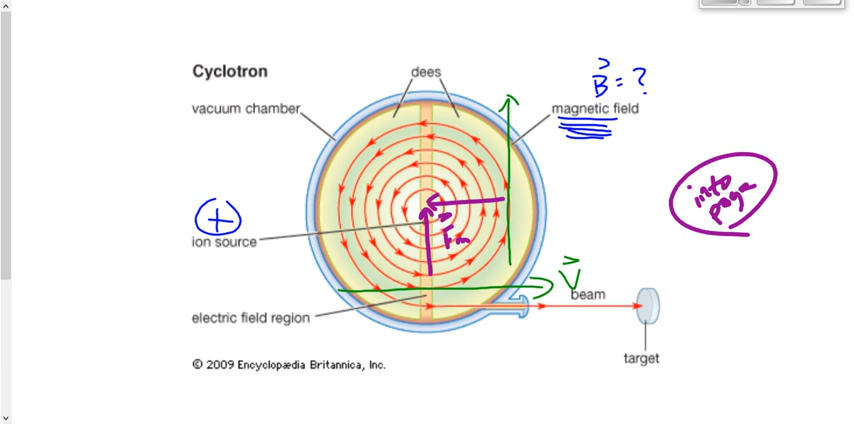 Cyclotron
dees
B = ?
vacuum chamber
magnetic field
into
page
+
ion source
Fm
V
beam
electric field region
target
© 2009 Encyclopædia Britannica, Inc.